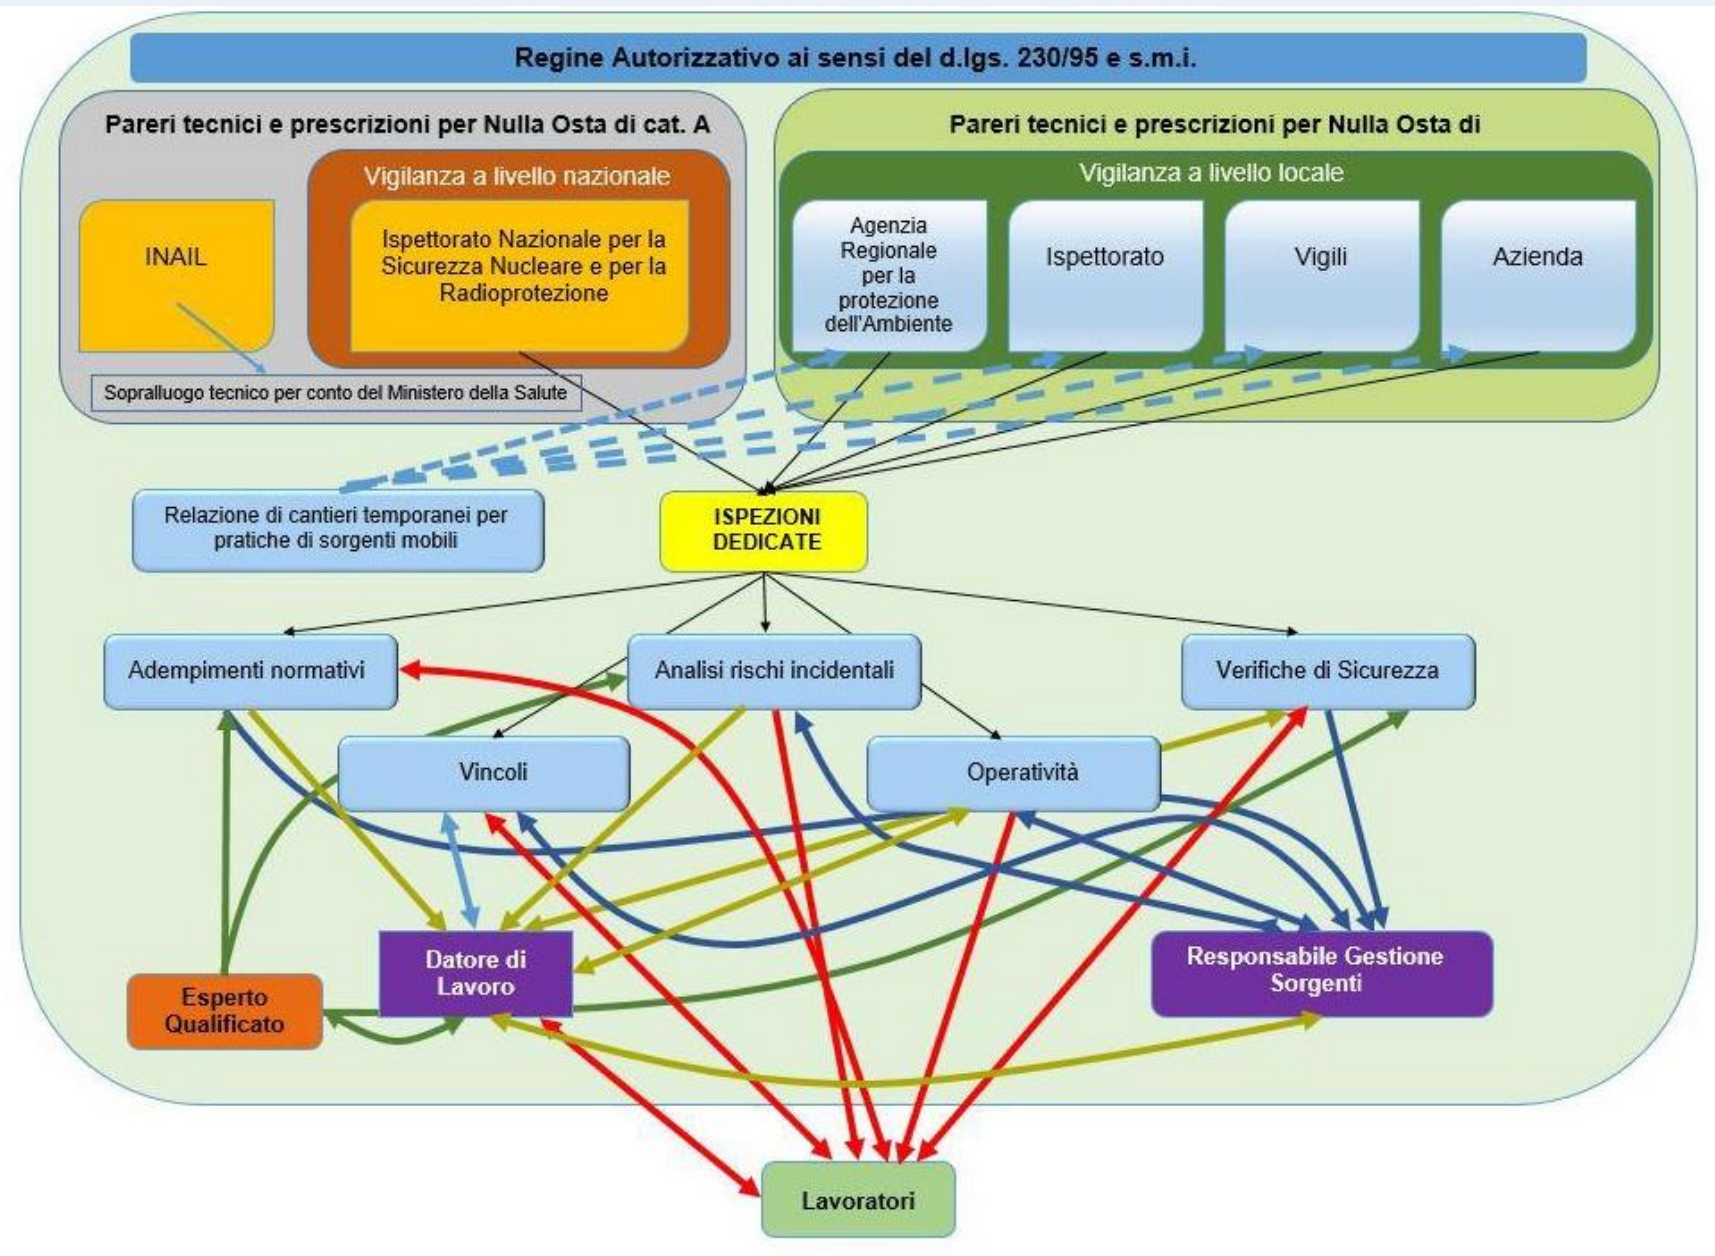 Regine Autorizzativo ai sensi del d.lgs. 230/95 e s.m.i.
Pareri tecnici e prescrizioni per Nulla Osta di cat. A
Vigilanza a livello nazionale
INAIL
Ispettorato Nazionale per la
Sicurezza Nucleare e per la
Radioprotezione
Sopralluogo tecnico per conto del Ministero della Salute
Pareri tecnici e prescrizioni per Nulla Osta di
Vigilanza a livello locale
Agenzia
Regionale
per la
protezione
dell'Ambiente
Ispettorato
Vigili
Azienda
Relazione di cantieri temporanei per
pratiche di sorgenti mobili
ISPEZIONI
DEDICATE
Adempimenti normativi
Analisi rischi incidentali
Verifiche di Sicurezza
Vincoli
Operatività
Datore di
Lavoro
Responsabile Gestione
Sorgenti
Esperto
Qualificato
Lavoratori